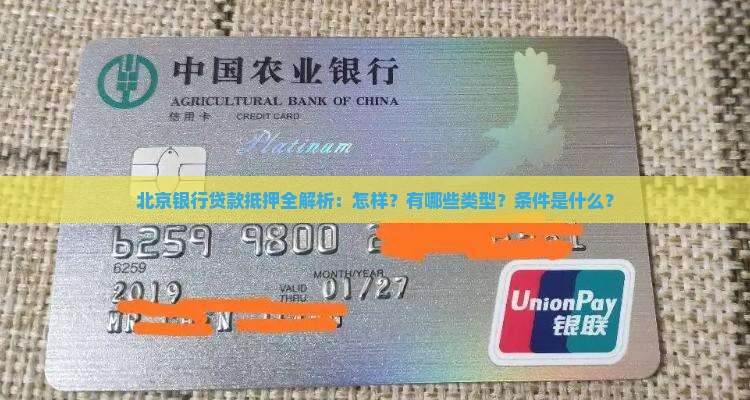 中国农业银行
AGRICULTURAL BANK OF CHINA
信用卡 CREDIT CARD
Platinum
北京银行贷款抵押全解析：怎样？有哪些类型？条件是什么？
6259 9800
6259
MONTH/YEAR
2019 VALID THRU 01/27
UnionPay
银联